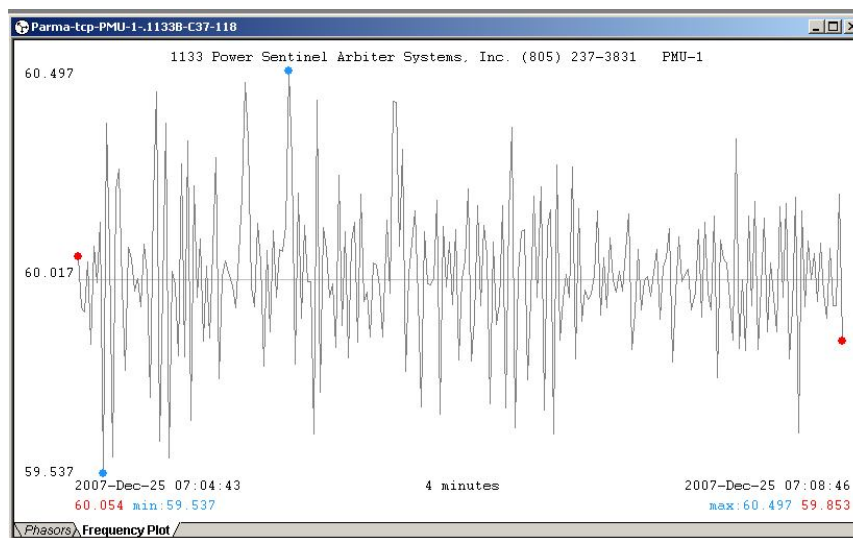 Parma-tcp-PMU-1-.1133B-C37-118
1133 Power Sentinel Arbiter Systems, Inc. (805) 237-3831 PMU-1
60.497
60.017
59.537
2007-Dec-25 07:04:43 4 minutes 2007-Dec-25 07:08:46
60.054 min:59.537 max:60.497 59.853
Phasors Frequency Plot